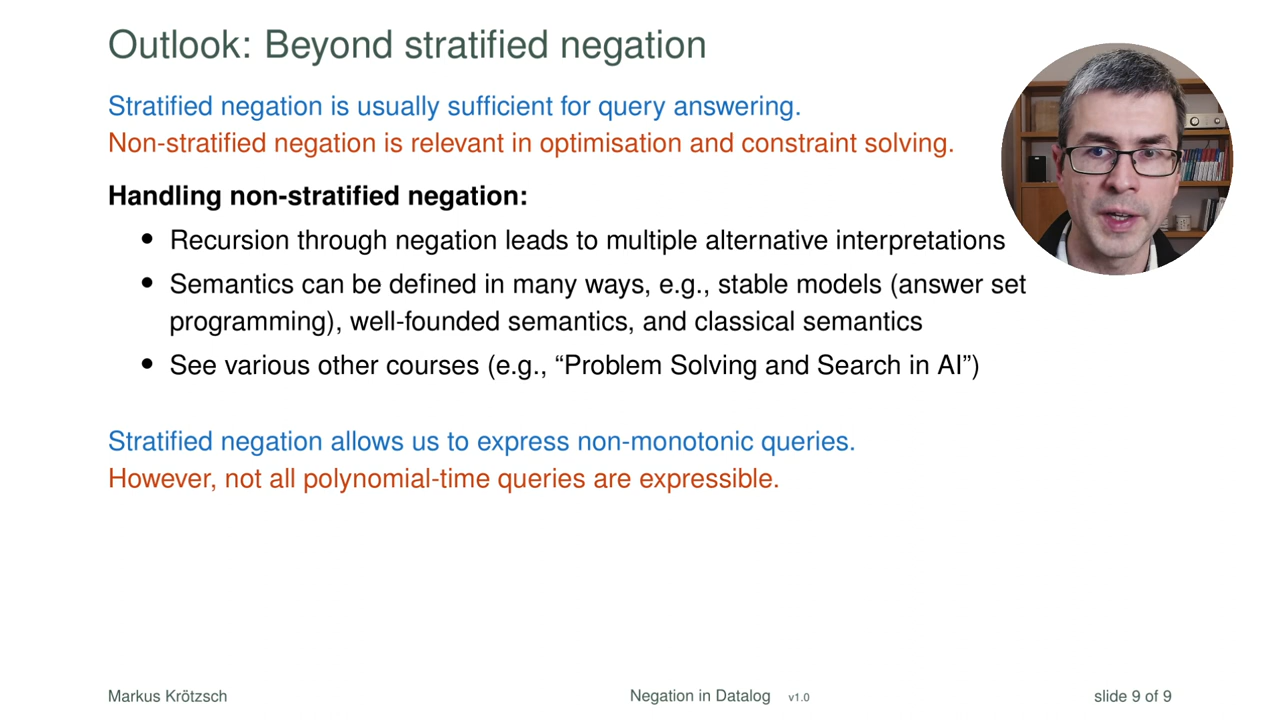 Outlook: Beyond stratified negation
Stratified negation is usually sufficient for query answering.
Non-stratified negation is relevant in optimisation and constraint solving.
Handling non-stratified negation:
• Recursion through negation leads to multiple alternative interpretations
• Semantics can be defined in many ways, e.g., stable models (answer set
programming), well-founded semantics, and classical semantics
• See various other courses (e.g., “Problem Solving and Search in AI”)
Stratified negation allows us to express non-monotonic queries.
However, not all polynomial-time queries are expressible.
Markus Krötzsch Negation in Datalog v1.0 slide 9 of 9